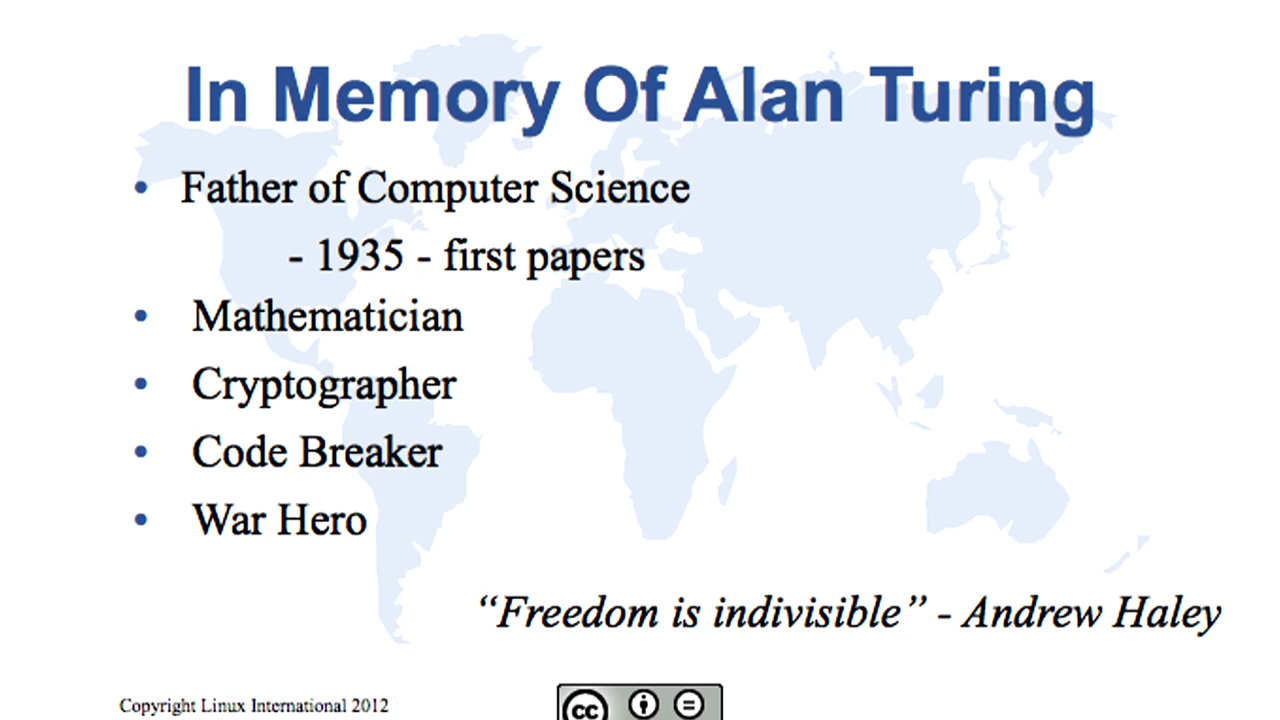 In Memory Of Alan Turing
• Father of Computer Science
- 1935 - first papers
• Mathematician
• Cryptographer
• Code Breaker
• War Hero
“Freedom is indivisible” - Andrew Haley
Copyright Linux International 2012
cc